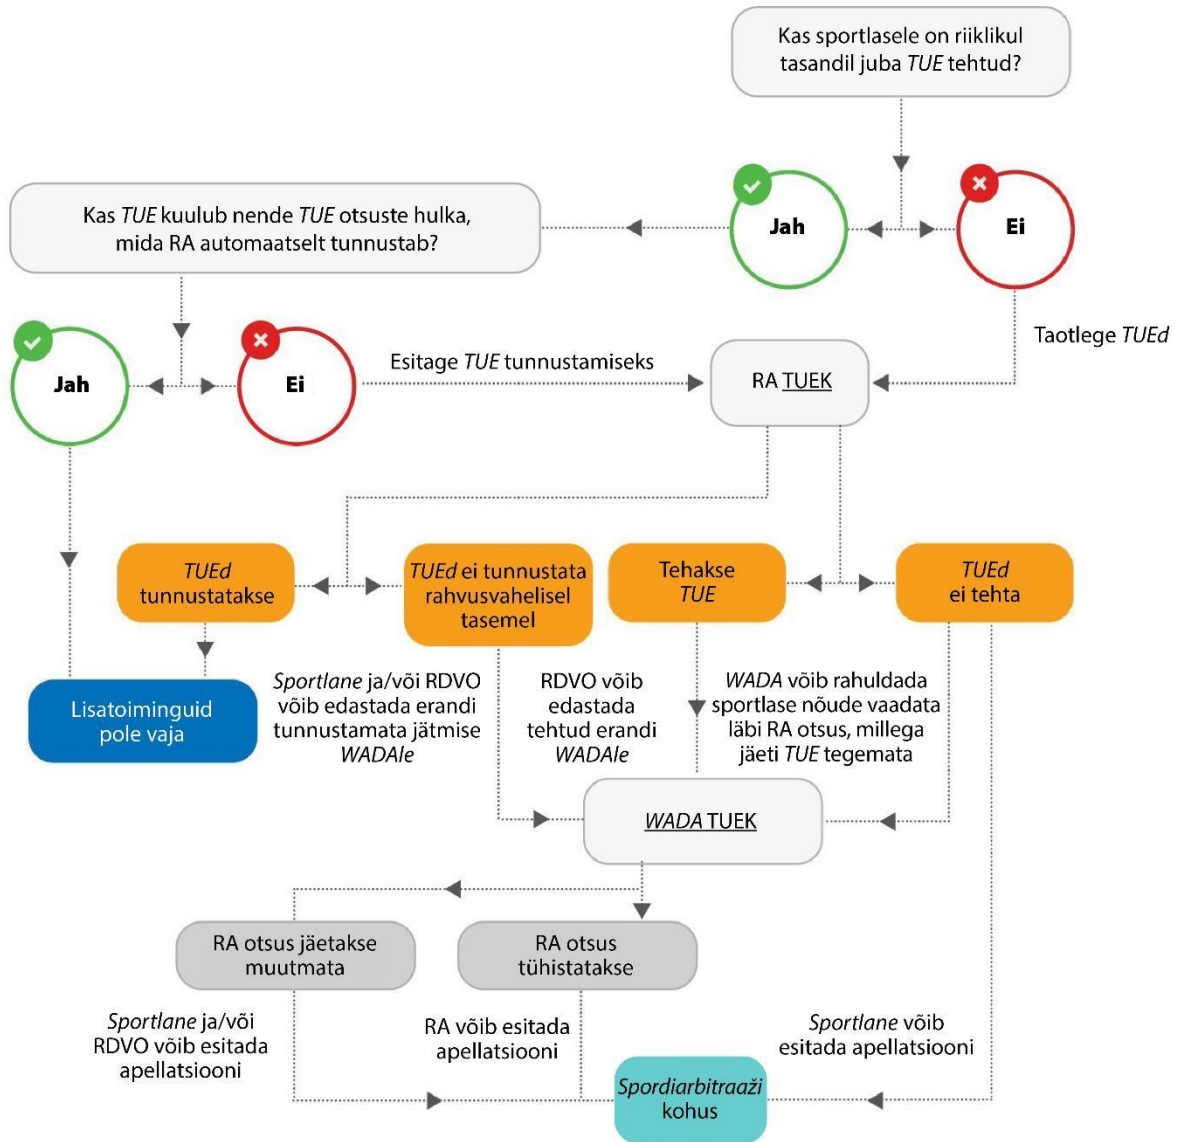 Kas sportlasele on riiklikul
tasandil juba TUE tehtud?
Jah
Ei
Kas TUE kuulub nende TUE otsuste hulka,
mida RA automaatselt tunnustab?
Jah
Ei
Esitage TUE tunnustamiseks
RA TUEK
Taotlege TUEd
TUEd
tunnustatakse
TUEd ei tunnustata
rahvusvahelisel
tasemel
Tehakse
TUE
TUEd
ei tehta
Lisatoiminguid
pole vaja
Sportlane ja/või RDVO
võib edastada erandi
tunnustamata jätmise
WADAle
RDVO võib
edastada
tehtud erandi
WADAle
WADA võib rahuldada
sportlase nõude vaadata
läbi RA otsus, millega
jäeti TUE tegemata
WADA TUEK
RA otsus jäetakse
muutmata
RA otsus
tühistatakse
Sportlane ja/või
RDVO võib esitada
apellatsiooni
RA võib esitada
apellatsiooni
Sportlane võib
esitada apellatsiooni
Spordiarbitraaži
kohus